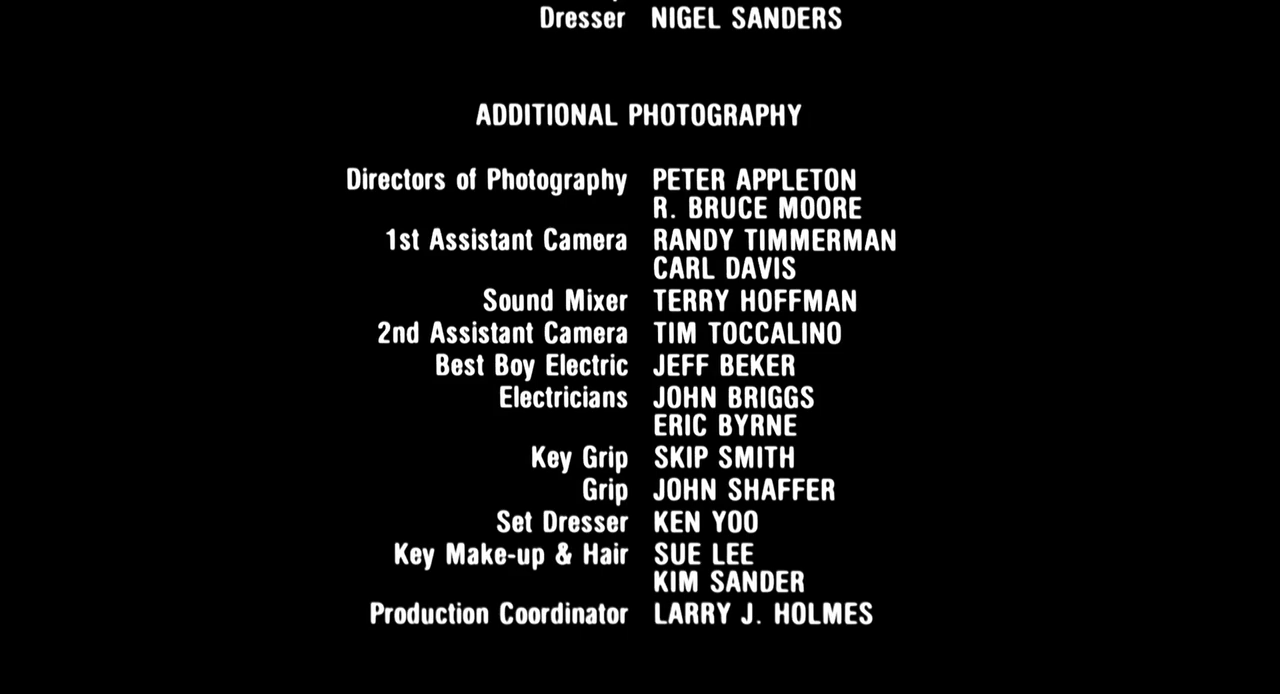 Dresser NIGEL SANDERS
ADDITIONAL PHOTOGRAPHY
Directors of Photography PETER APPLETON
R. BRUCE MOORE
1st Assistant Camera RANDY TIMMERMAN
CARL DAVIS
Sound Mixer TERRY HOFFMAN
2nd Assistant Camera TIM TOCCALINO
Best Boy Electric JEFF BEKER
Electricians JOHN BRIGGS
ERIC BYRNE
Key Grip SKIP SMITH
Grip JOHN SHAFFER
Set Dresser KEN YOO
Key Make-up & Hair SUE LEE
KIM SANDER
Production Coordinator LARRY J. HOLMES